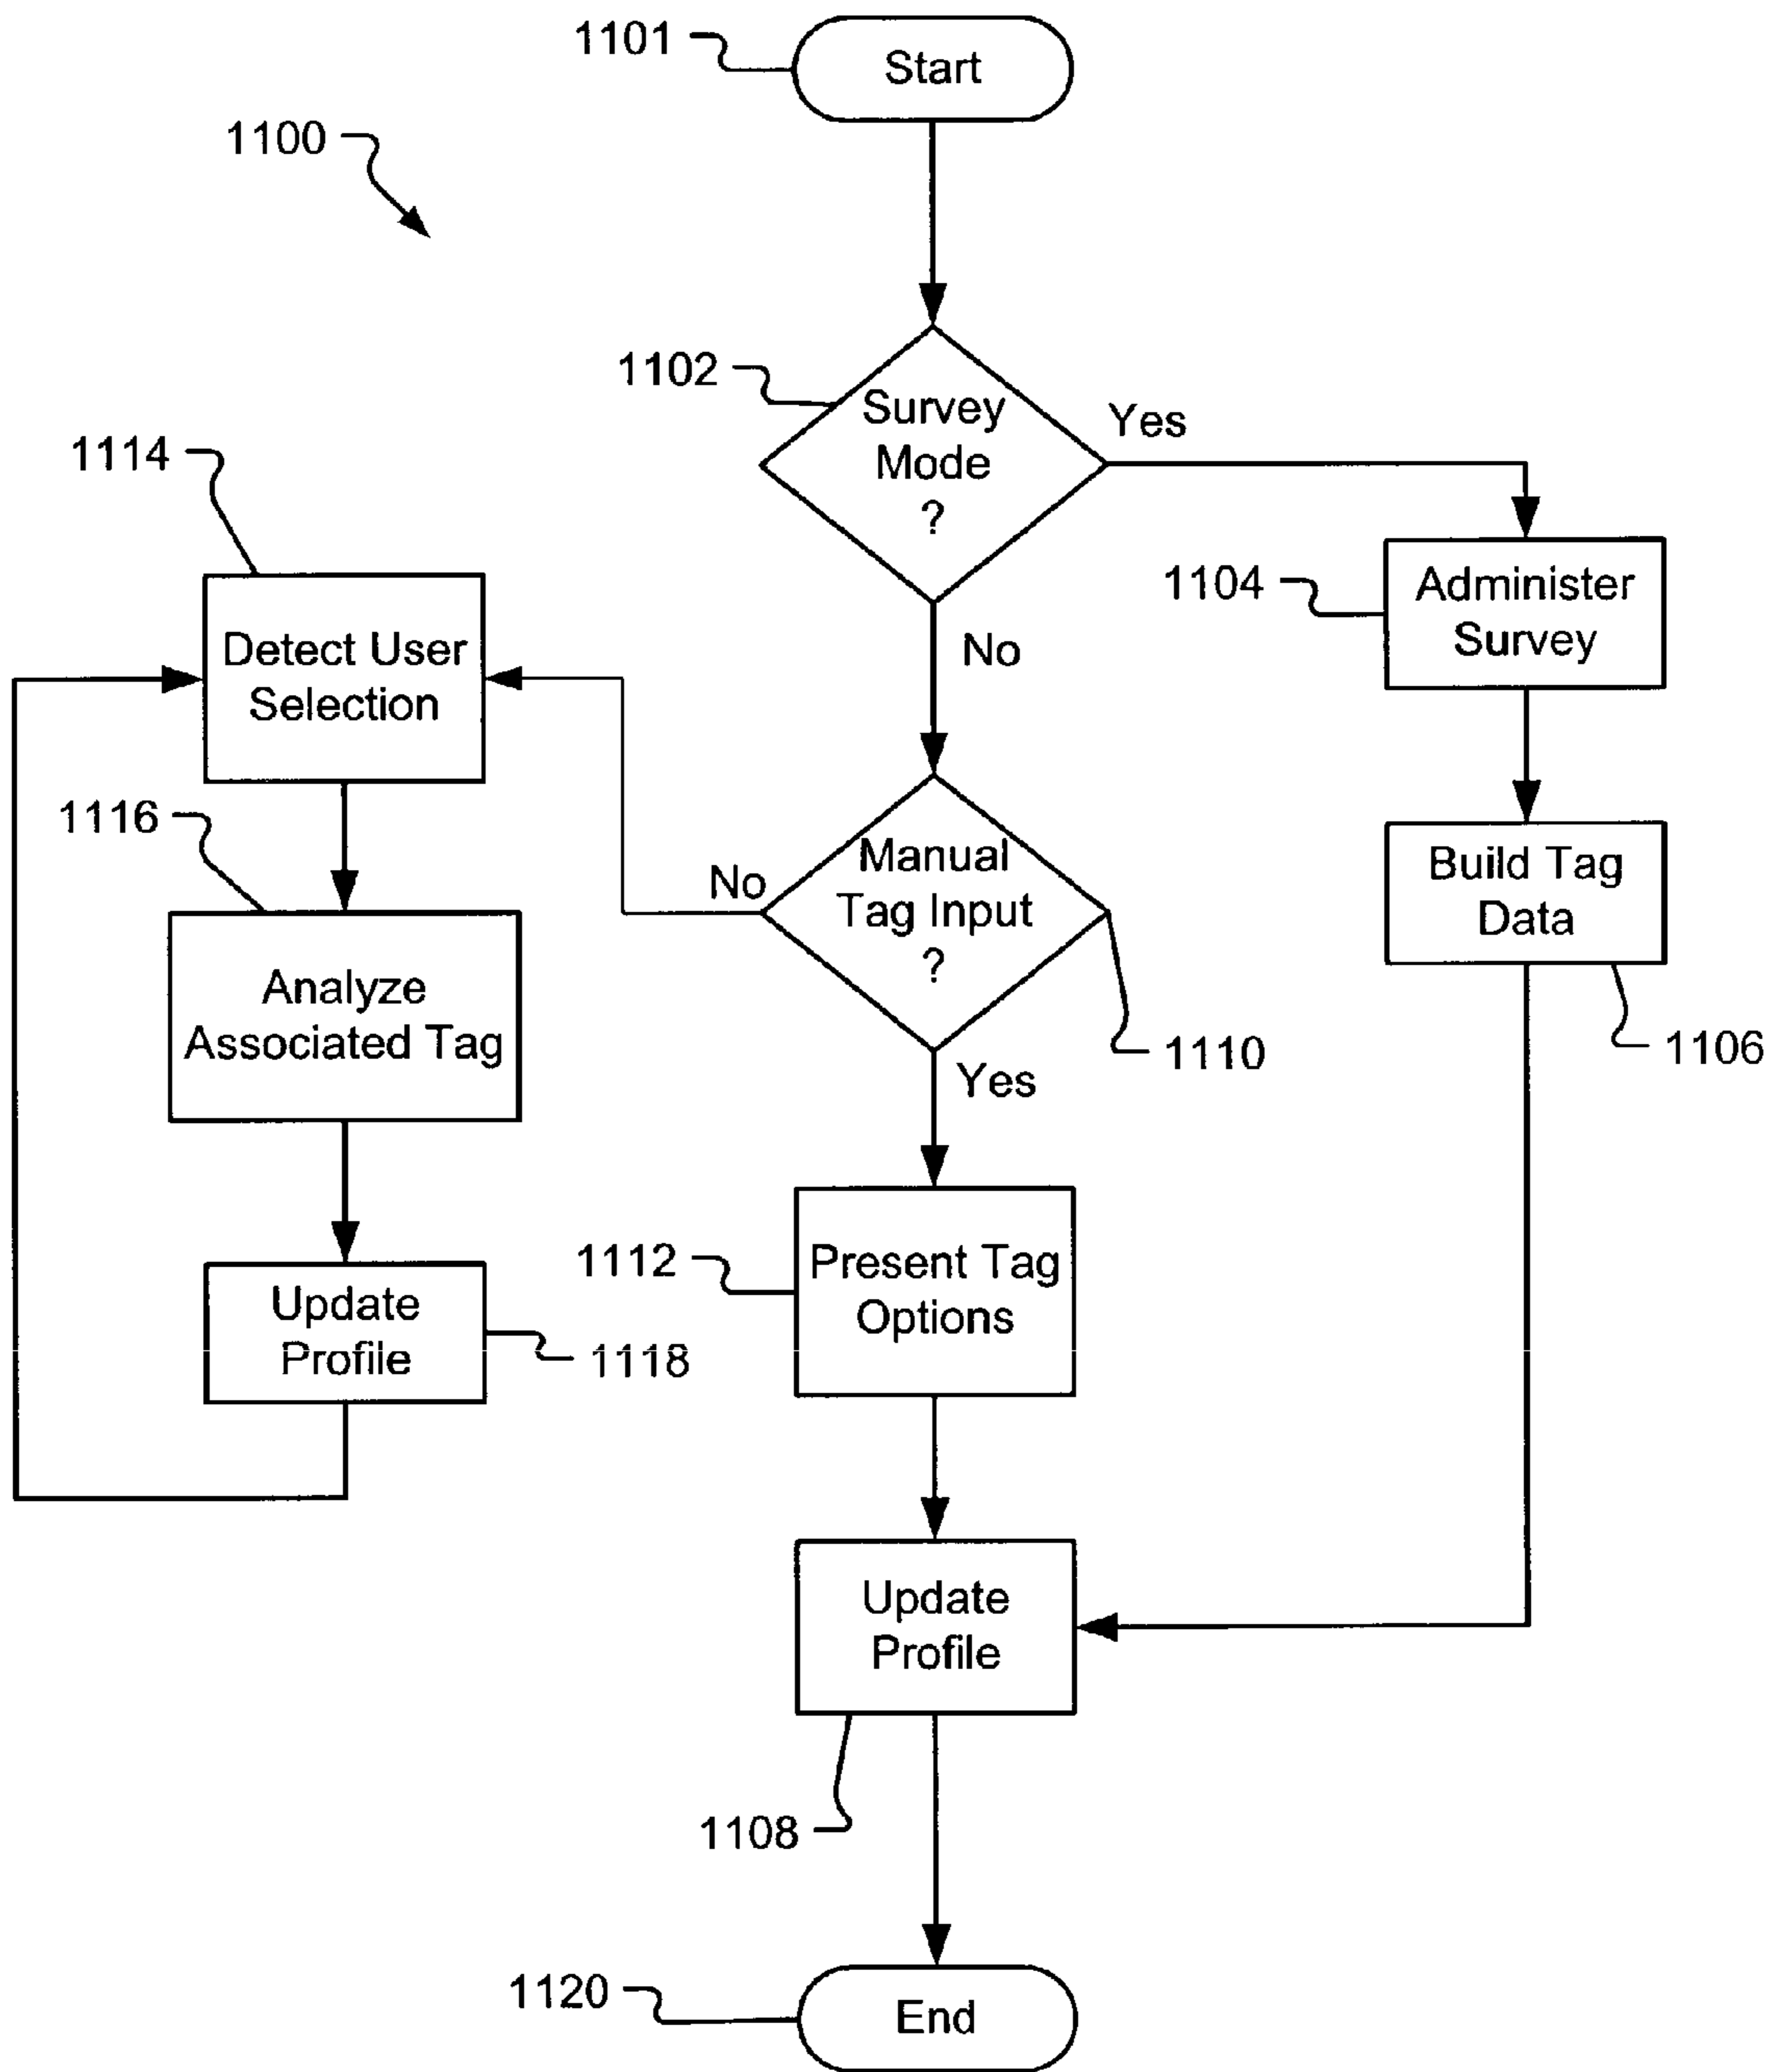 1101
Start
1100
1102
Survey
Mode
?
Yes
1114
1104
Administer
Survey
Detect User
Selection
No
1116
Manual
Tag Input
?
No
Build Tag
Data
Analyze
Associated Tag
1110
1106
Yes
1112
Present Tag
Options
Update
Profile
1118
Update
Profile
1108
1120
End